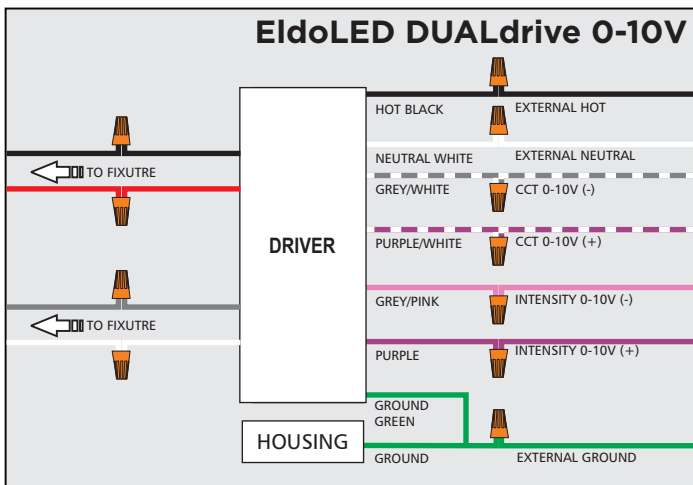 EldoLED DUALdrive 0-10V
HOT BLACK
EXTERNAL HOT
NEUTRAL WHITE
EXTERNAL NEUTRAL
TO FIXUTRE
GREY/WHITE
CCT 0-10V (-)
DRIVER
PURPLE/WHITE
CCT 0-10V (+)
GREY/PINK
INTENSITY 0-10V (-)
TO FIXUTRE
PURPLE
INTENSITY 0-10V (+)
GROUND
GREEN
HOUSING
GROUND
EXTERNAL GROUND